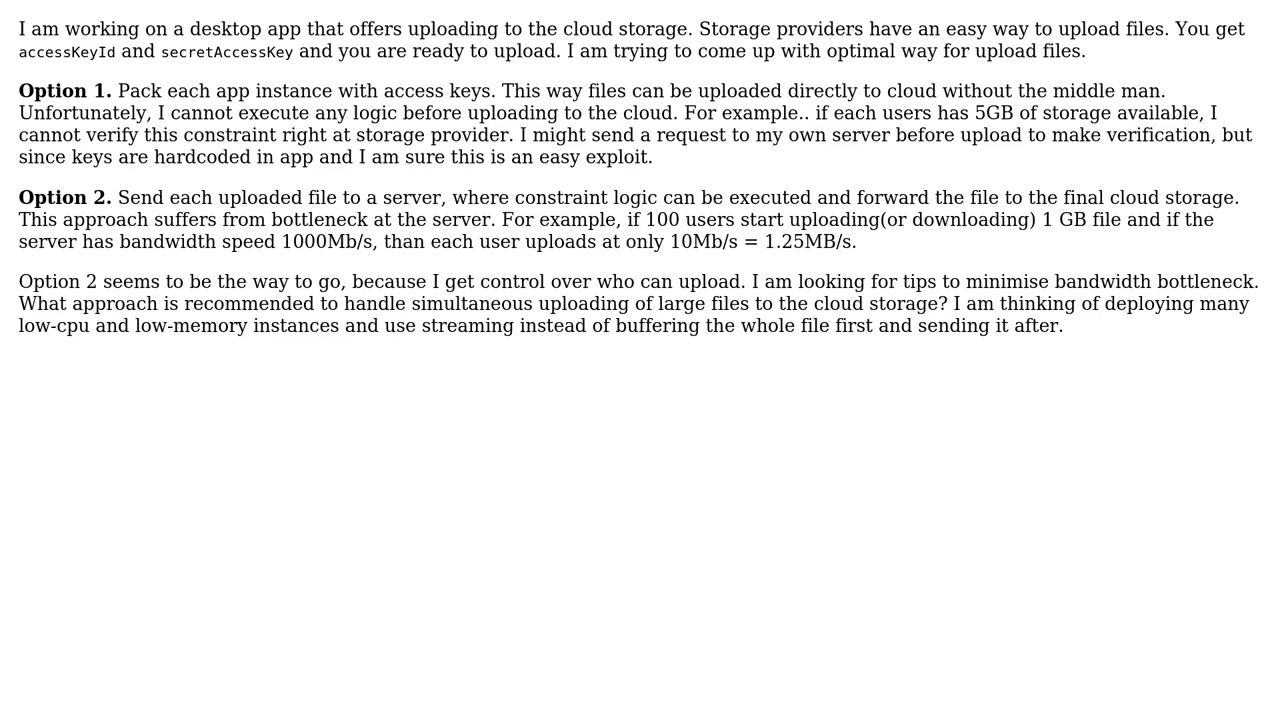 I am working on a desktop app that offers uploading to the cloud storage. Storage providers have an easy way to upload files. You get
accessKeyId and secretAccessKey and you are ready to upload. I am trying to come up with optimal way for upload files.
Option 1. Pack each app instance with access keys. This way files can be uploaded directly to cloud without the middle man.
Unfortunately, I cannot execute any logic before uploading to the cloud. For example.. if each users has 5GB of storage available, I
cannot verify this constraint right at storage provider. I might send a request to my own server before upload to make verification, but
since keys are hardcoded in app and I am sure this is an easy exploit.
Option 2. Send each uploaded file to a server, where constraint logic can be executed and forward the file to the final cloud storage.
This approach suffers from bottleneck at the server. For example, if 100 users start uploading(or downloading) 1 GB file and if the
server has bandwidth speed 1000Mb/s, than each user uploads at only 10Mb/s = 1.25MB/s.
Option 2 seems to be the way to go, because I get control over who can upload. I am looking for tips to minimise bandwidth bottleneck.
What approach is recommended to handle simultaneous uploading of large files to the cloud storage? I am thinking of deploying many
low-cpu and low-memory instances and use streaming instead of buffering the whole file first and sending it after.